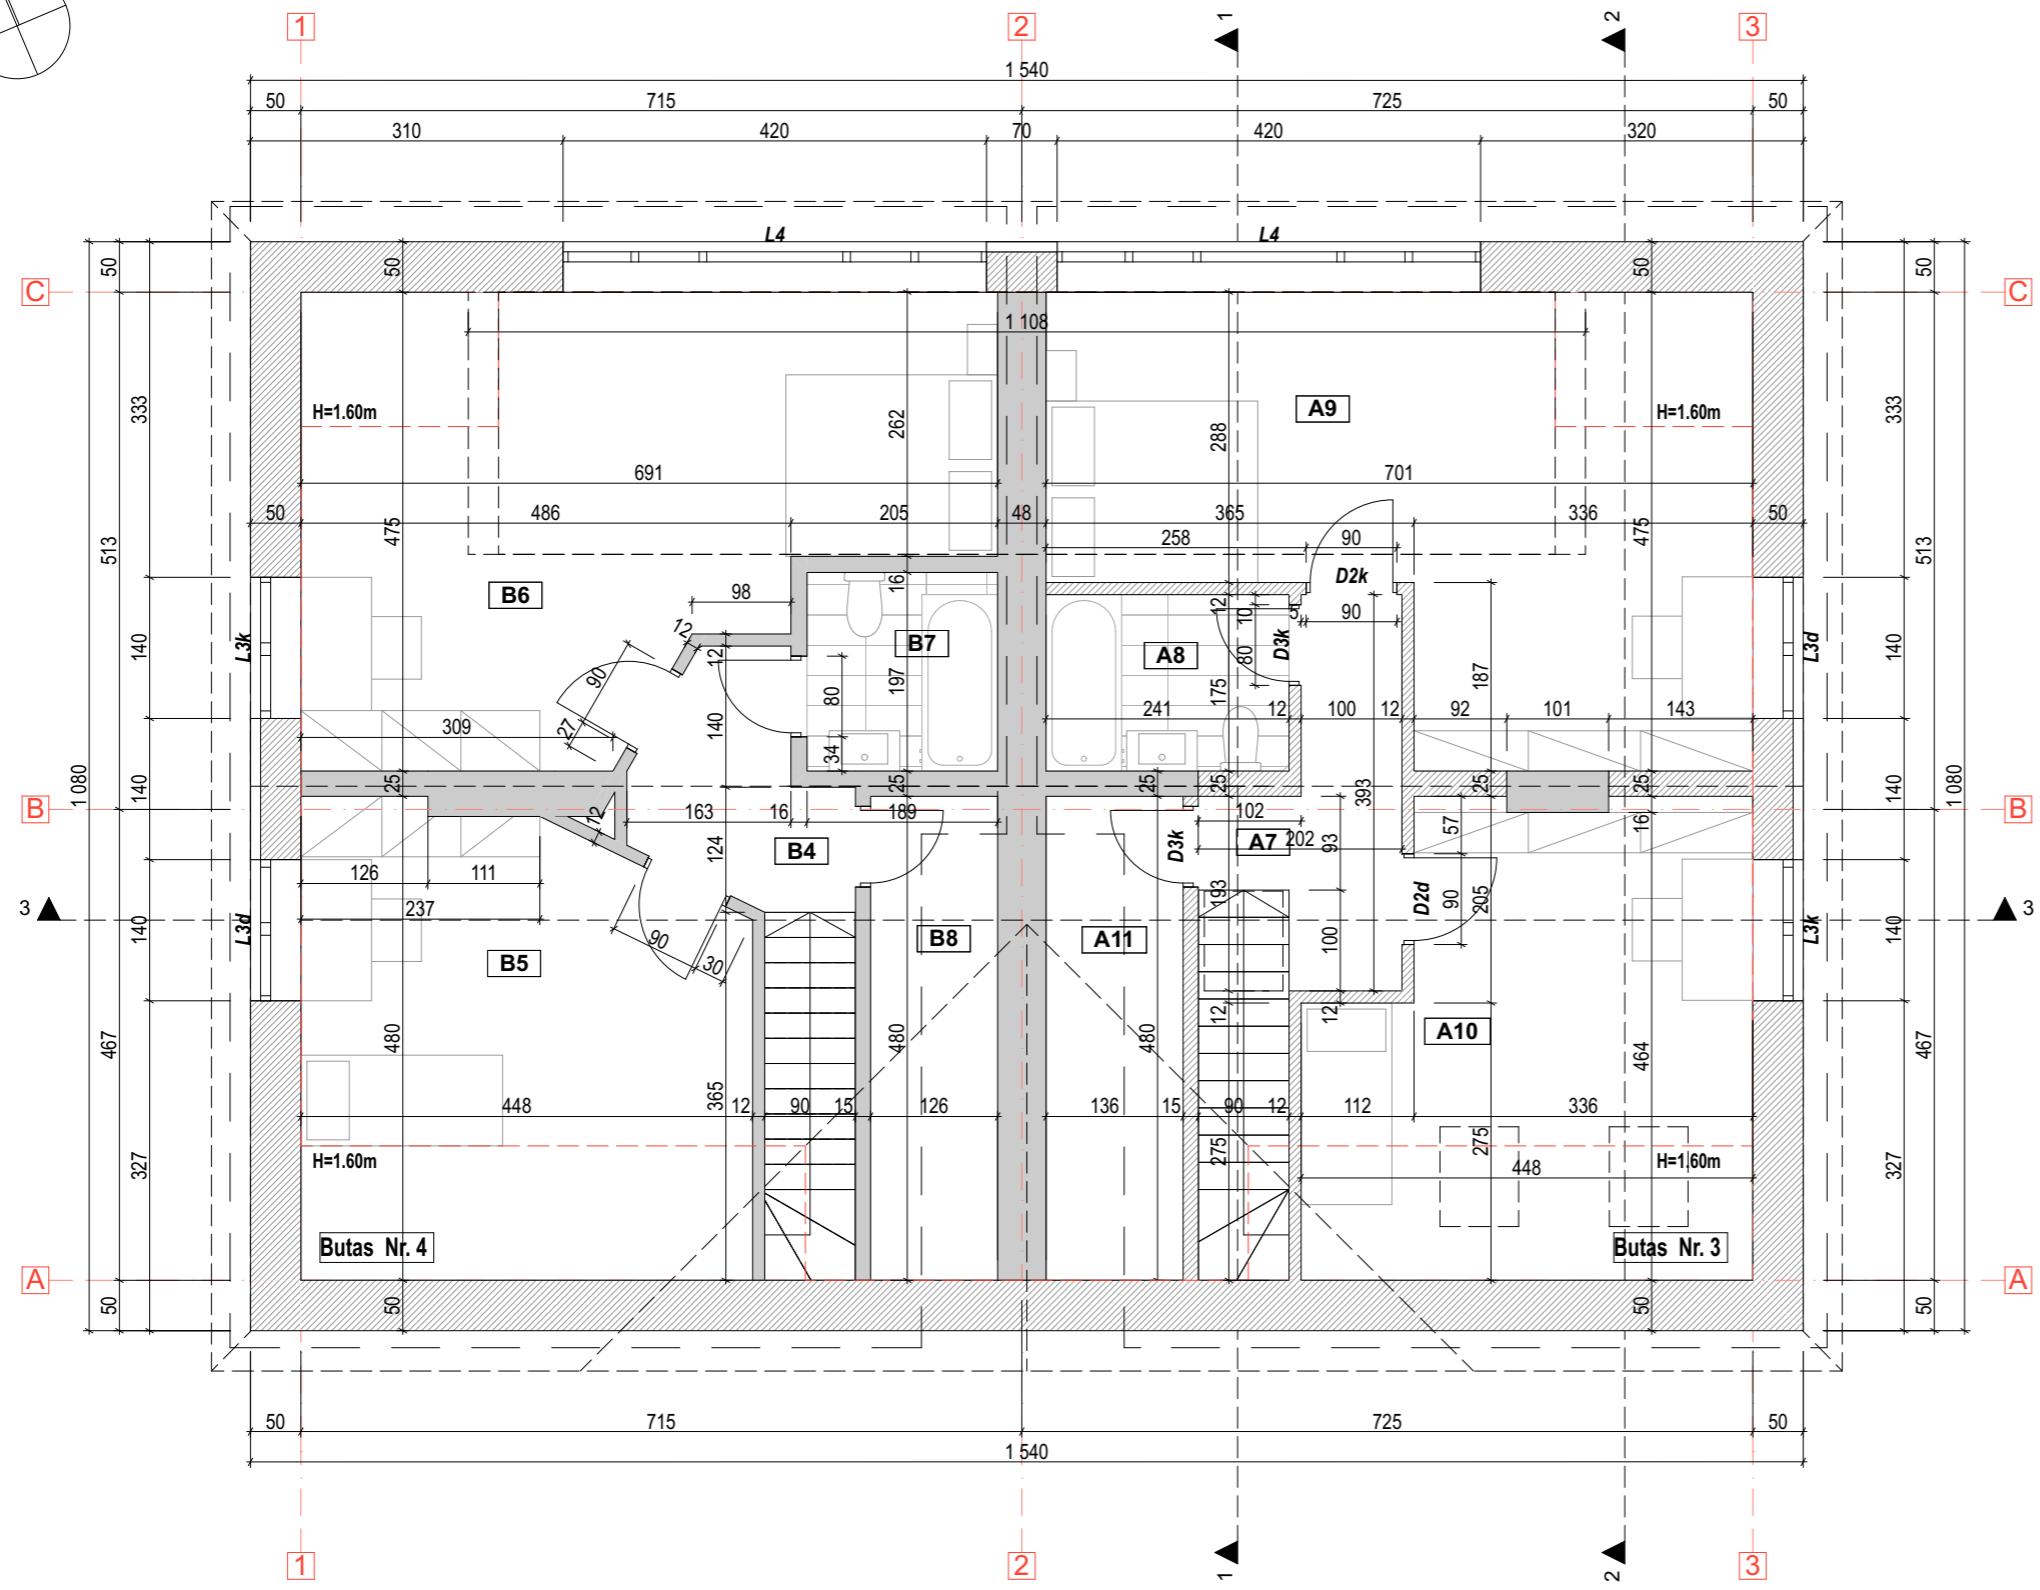 1 2 1 2 3
1 540
50 715 725 50
310 420 70 420 320
L4 L4
C 50 50 50 50 C
1 108
H=1.60m A9 H=1.60m
333 262 288 333
691 701
50 486 205 48 365 336 50
475 258 90 475
513 513
D2k
B6 98 16 12 10 5 90
12 12 D3k
L3k B7 A8 L3d
140 90 80 197 80 175 187 140
27 140
309 241 12 100 12 92 101 143
34
1 080 140 25 25 25 25 393 25 25 140 1 080
B B
12 163 16 189 102 57 16
124 B4 D3k A7 202 93
126 111 193 D2d 90 205
3 237 3
L3d 140 B8 A11 100 L3k 140
B5 90 30
12 12 A10
467 480 480 480 464 467
365
448 12 90 15 126 136 15 90 12 112 336
327 275 275 327
H=1.60m 448 H=1.60m
Butas Nr. 4 Butas Nr. 3
A A
50 50 50 50
50 715 725 50
1 540
1 2 1 2 3